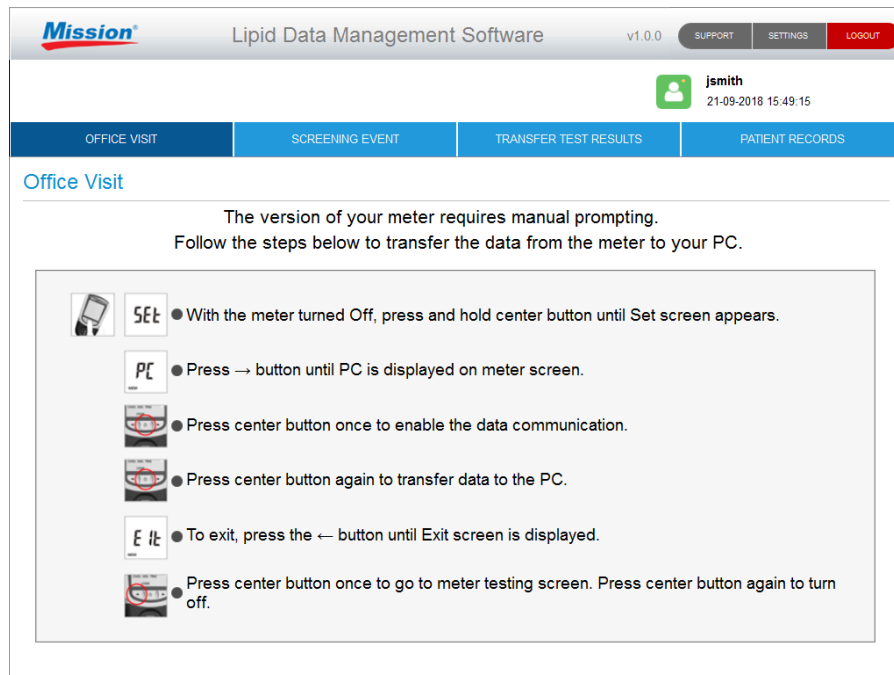 Mission® Lipid Data Management Software v1.0.0 SUPPORT SETTINGS LOGOUT
jsmith
21-09-2018 15:49:15
OFFICE VISIT SCREENING EVENT TRANSFER TEST RESULTS PATIENT RECORDS
Office Visit
The version of your meter requires manual prompting.
Follow the steps below to transfer the data from the meter to your PC.
SEt ● With the meter turned Off, press and hold center button until Set screen appears.
PC ● Press → button until PC is displayed on meter screen.
● Press center button once to enable the data communication.
● Press center button again to transfer data to the PC.
E It ● To exit, press the ← button until Exit screen is displayed.
● Press center button once to go to meter testing screen. Press center button again to turn
off.